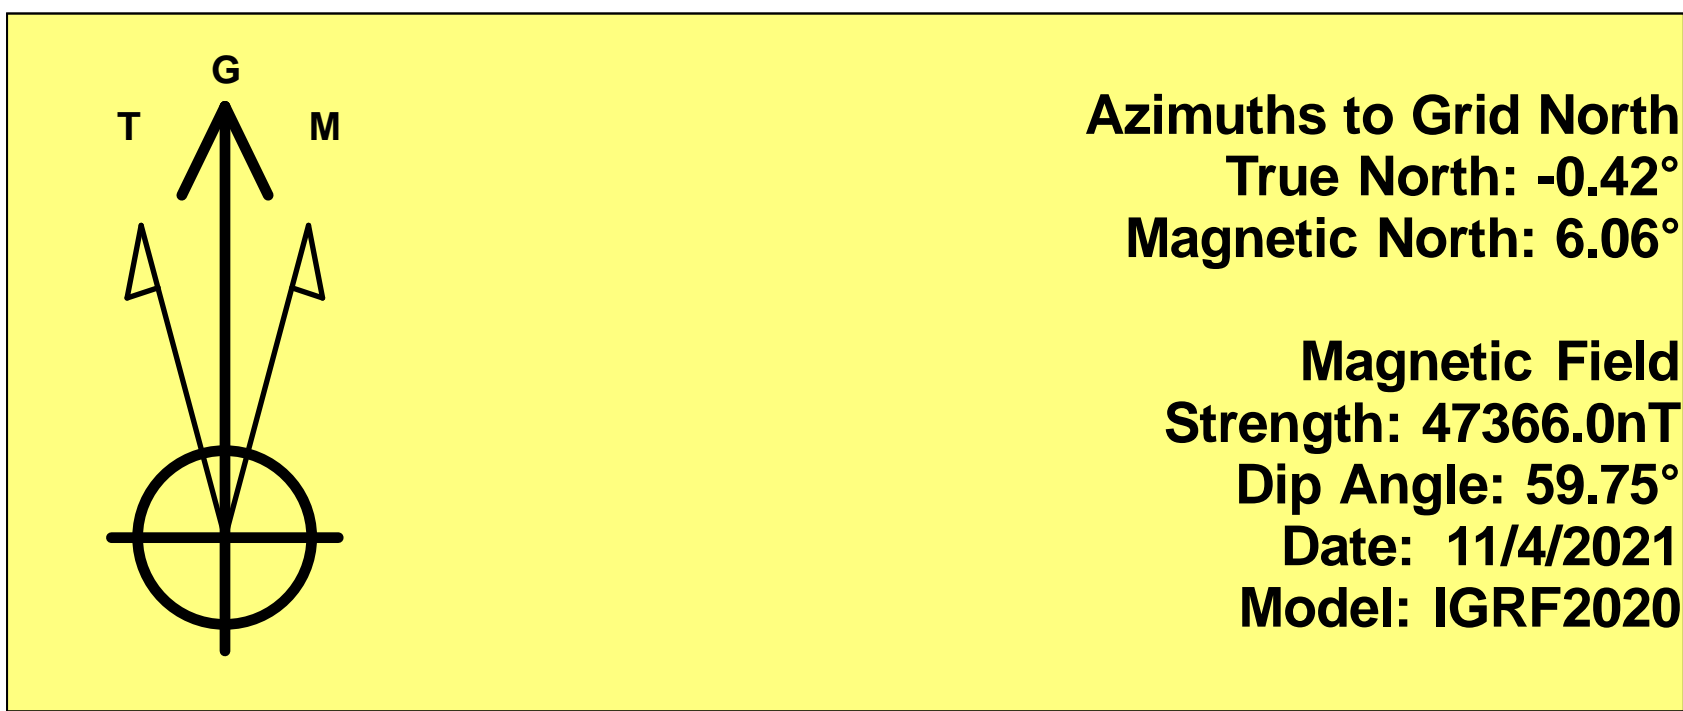 G
T
M
Azimuths to Grid North
True North: -0.42°
Magnetic North: 6.06°
Magnetic Field
Strength: 47366.0nT
Dip Angle: 59.75°
Date: 11/4/2021
Model: IGRF2020